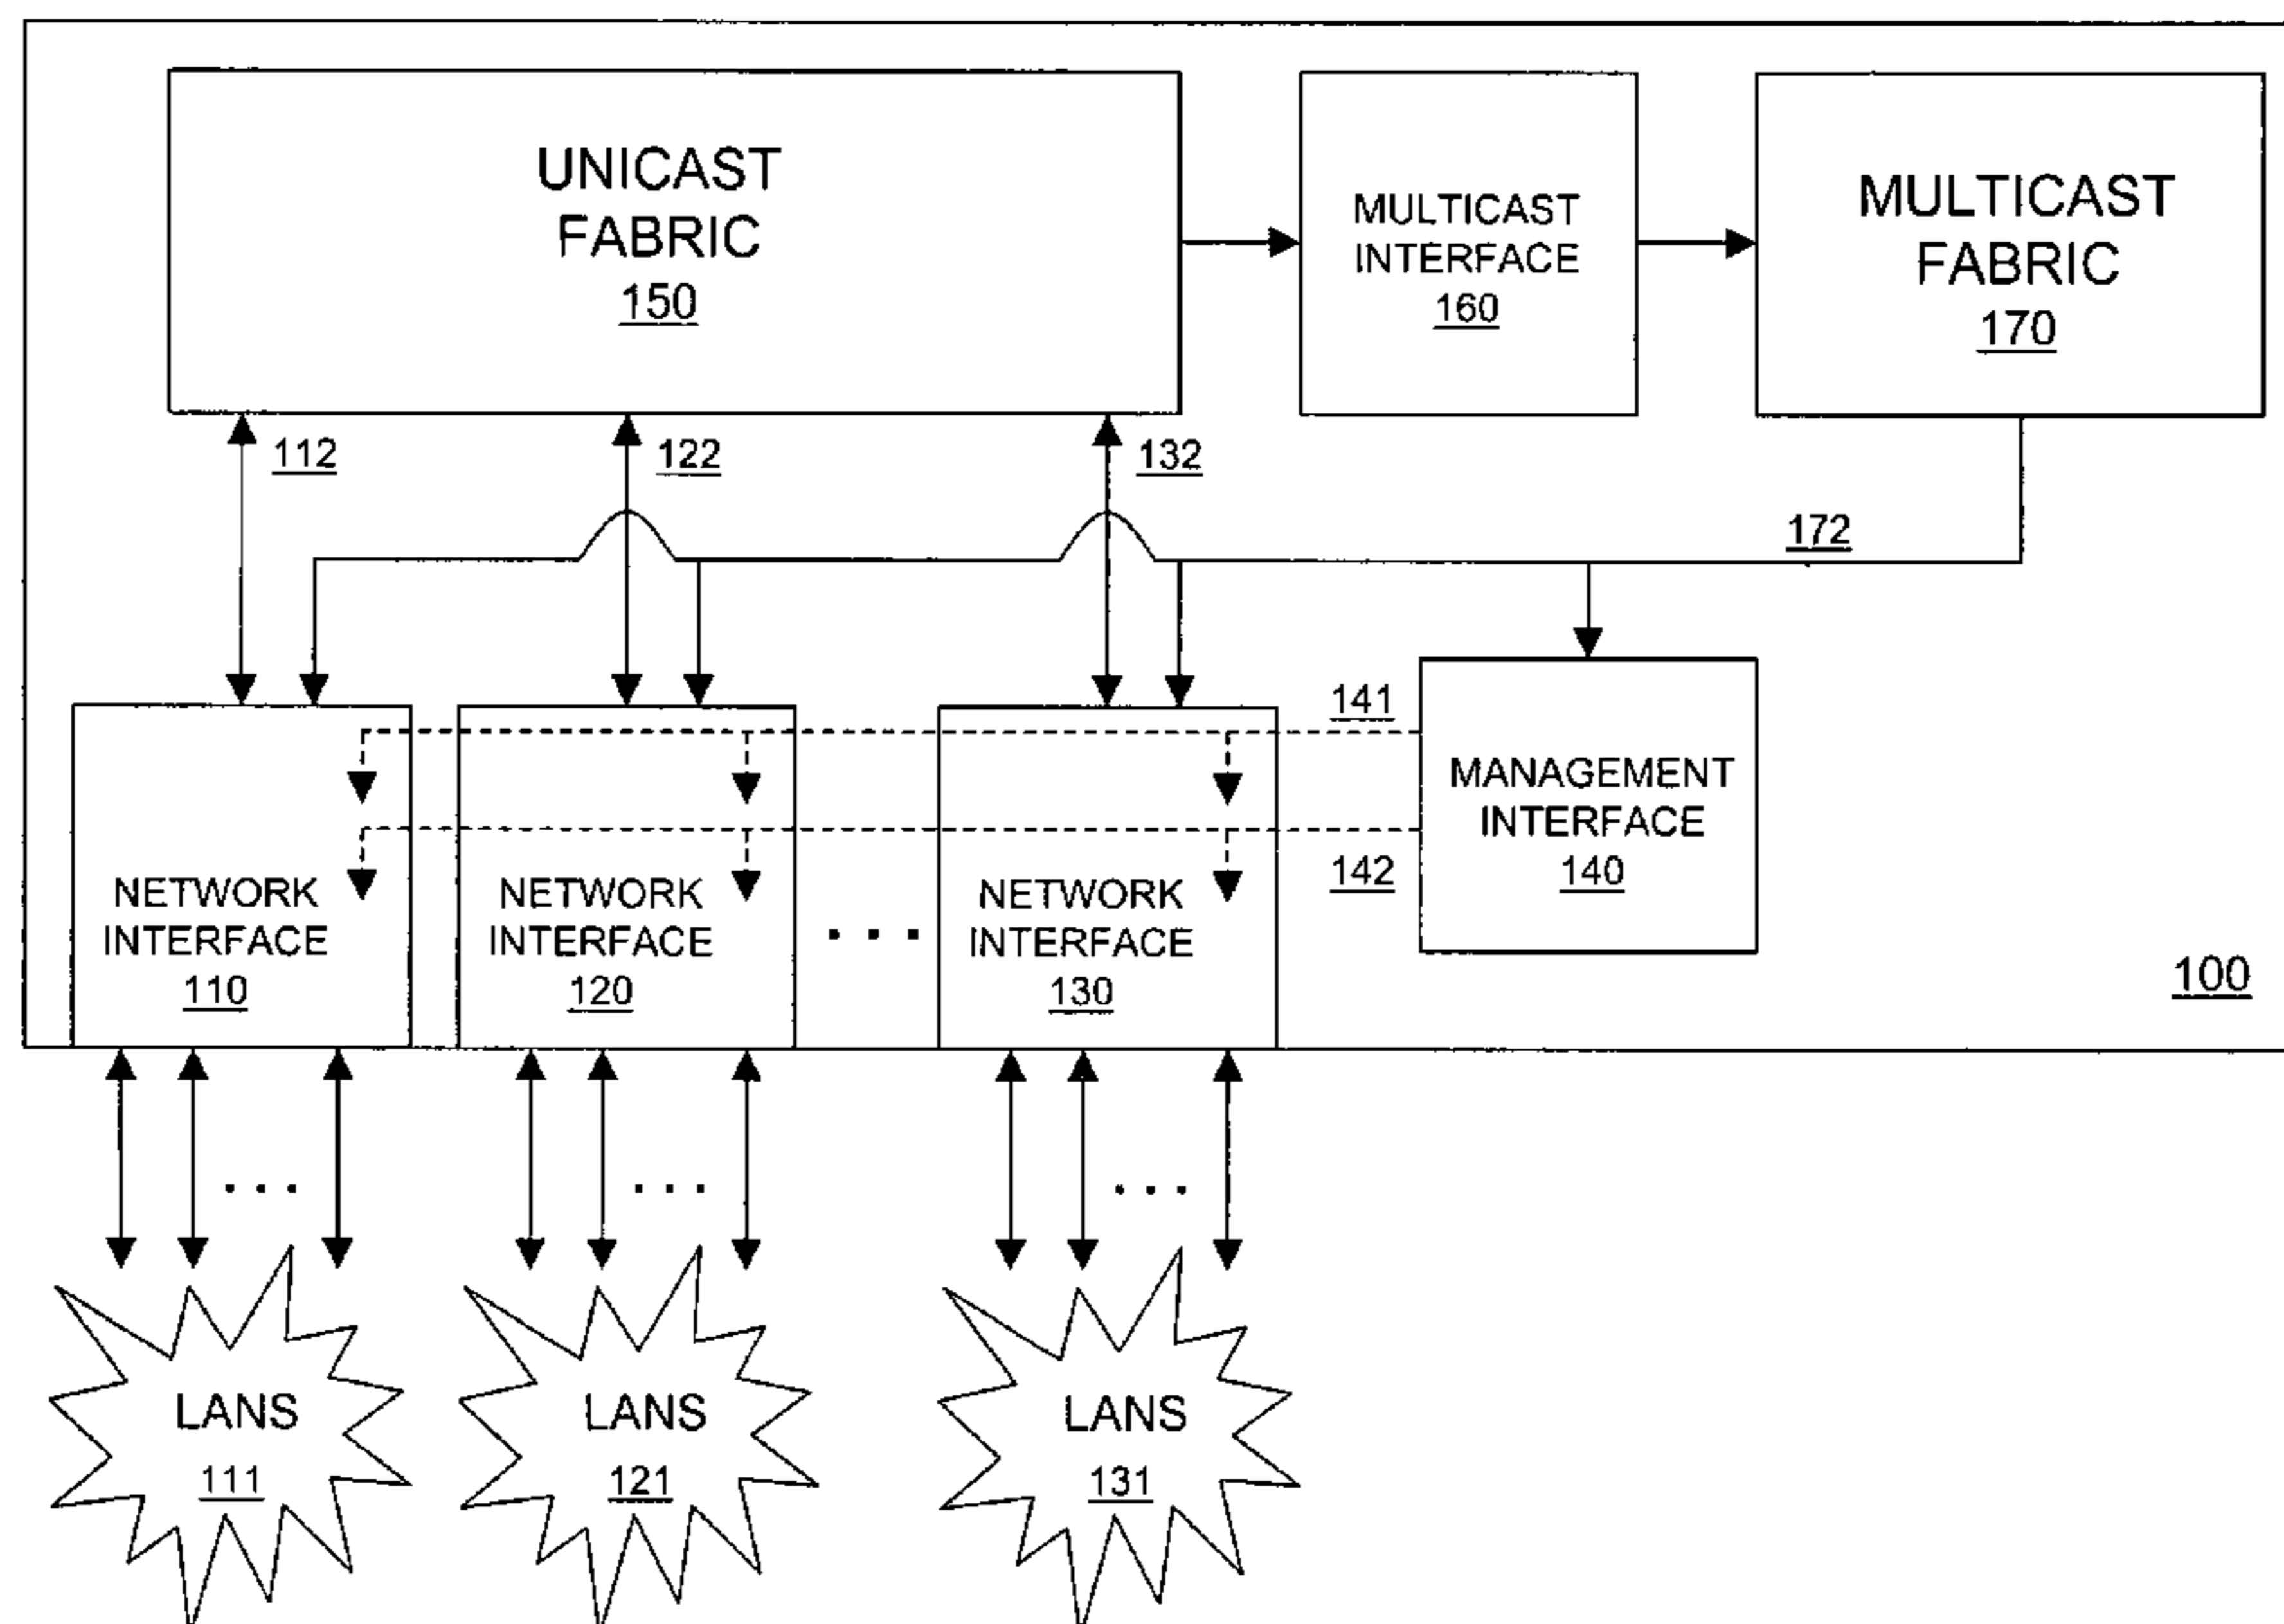 UNICAST
FABRIC
150
MULTICAST
INTERFACE
160
MULTICAST
FABRIC
170
112
122
132
172
141
142
MANAGEMENT
INTERFACE
140
NETWORK
INTERFACE
110
NETWORK
INTERFACE
120
. . .
NETWORK
INTERFACE
130
100
. . .
. . .
. . .
LANS
111
LANS
121
LANS
131